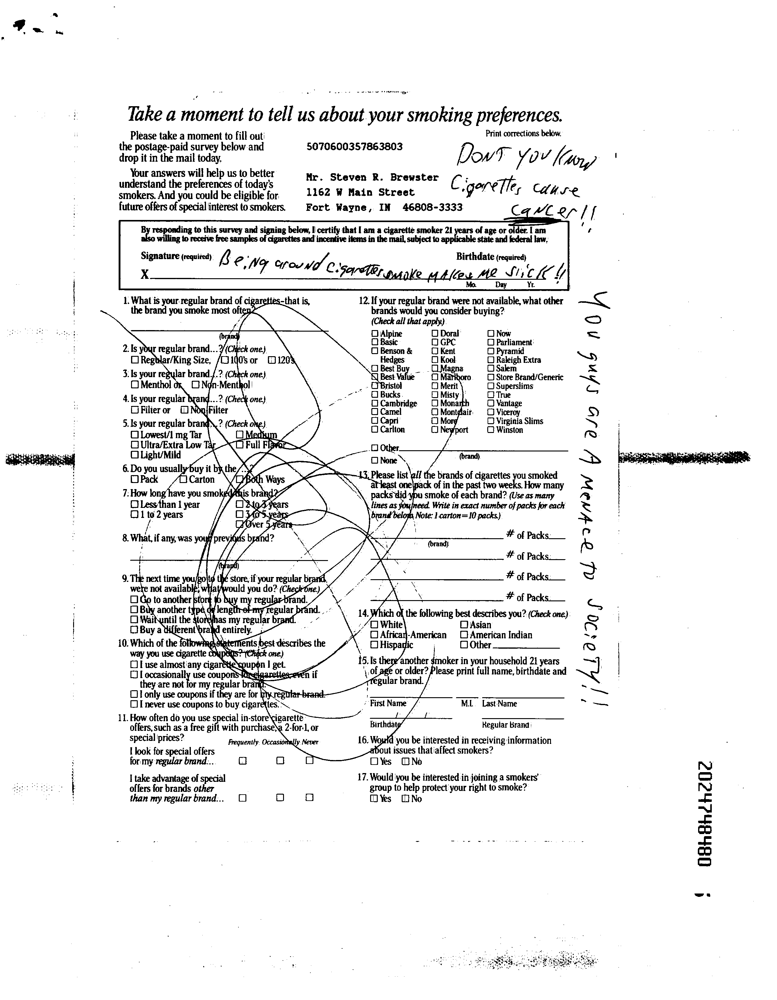 Take a moment to tell us about your smoking preferences.
Please take a moment to fill out
the postage-paid survey below and
drop it in the mail today.
Your answers will help us to better
understand the preferences of today's
smokers. And you could be eligible for
future offers of special interest to smokers.
5070600357863803
Mr. Steven R. Brewster
1162 W Main Street
Fort Wayne, IN 46808-3333
Print corrections below.
DON'T YOU Know
Cigarettes cause
CANCER!!
By responding to this survey and signing below, I certify that I am a cigarette smoker 21 years of age or older. I am
also willing to receive free samples of cigarettes and incentive items in the mail, subject to applicable state and federal law.
Signature (required) Birthdate (required)
Being around Cigarettes smoke MAKes Me SICK!!
X
Mo. Day Yr.
1. What is your regular brand of cigarettes–that is,
the brand you smoke most often?
(brand)
2. Is your regular brand...? (Check one.)
☐ Regular/King Size, ☐ 100's or ☐ 120's
3. Is your regular brand...? (Check one.)
☐ Menthol or ☐ Non-Menthol
4. Is your regular brand...? (Check one.)
☐ Filter or ☐ Non-Filter
5. Is your regular brand...? (Check one.)
☐ Lowest/1 mg Tar ☐ Medium
☐ Ultra/Extra Low Tar ☐ Full Flavor
☐ Light/Mild
6. Do you usually buy it by the...?
☐ Pack ☐ Carton ☐ Both Ways
7. How long have you smoked this brand?
☐ Less than 1 year ☐ 2 to 3 years
☐ 1 to 2 years ☐ 3 to 5 years
☐ Over 5 years
8. What, if any, was your previous brand?
(brand)
9. The next time you go to the store, if your regular brand
were not available, what would you do? (Check one.)
☐ Go to another store to buy my regular brand.
☐ Buy another type or length of my regular brand.
☐ Wait until the store has my regular brand.
☐ Buy a different brand entirely.
10. Which of the following statements best describes the
way you use cigarette coupons? (Check one.)
☐ I use almost any cigarette coupon I get.
☐ I occasionally use coupons for cigarettes, even if
they are not for my regular brand.
☐ I only use coupons if they are for my regular brand.
☐ I never use coupons to buy cigarettes.
11. How often do you use special in-store cigarette
offers, such as a free gift with purchase, a 2-for-1, or
special prices?
Frequently Occasionally Never
I look for special offers
for my regular brand... ☐ ☐ ☐
I take advantage of special
offers for brands other
than my regular brand... ☐ ☐ ☐
12. If your regular brand were not available, what other
brands would you consider buying?
(Check all that apply.)
☐ Alpine ☐ Doral ☐ Now
☐ Basic ☐ GPC ☐ Parliament
☐ Benson & ☐ Kent ☐ Pyramid
Hedges ☐ Kool ☐ Raleigh Extra
☐ Best Buy ☐ Magna ☐ Salem
☐ Best Value ☐ Marlboro ☐ Store Brand/Generic
☐ Bristol ☐ Merit ☐ Superslims
☐ Bucks ☐ Misty ☐ True
☐ Cambridge ☐ Monarch ☐ Vantage
☐ Camel ☐ Montclair ☐ Viceroy
☐ Capri ☐ More ☐ Virginia Slims
☐ Carlton ☐ Newport ☐ Winston
☐ Other
(brand)
☐ None
13. Please list all the brands of cigarettes you smoked
at least one pack of in the past two weeks. How many
packs did you smoke of each brand? (Use as many
lines as you need. Write in exact number of packs for each
brand below. Note: 1 carton = 10 packs.)
# of Packs
(brand)
# of Packs
# of Packs
# of Packs
14. Which of the following best describes you? (Check one.)
☐ White ☐ Asian
☐ African-American ☐ American Indian
☐ Hispanic ☐ Other
15. Is there another smoker in your household 21 years
of age or older? Please print full name, birthdate and
regular brand.
First Name M.I. Last Name
/ /
Birthdate Regular Brand
16. Would you be interested in receiving information
about issues that affect smokers?
☐ Yes ☐ No
17. Would you be interested in joining a smokers'
group to help protect your right to smoke?
☐ Yes ☐ No
YOU guys are A MeNACE TO SOCieTY!!
2024748480